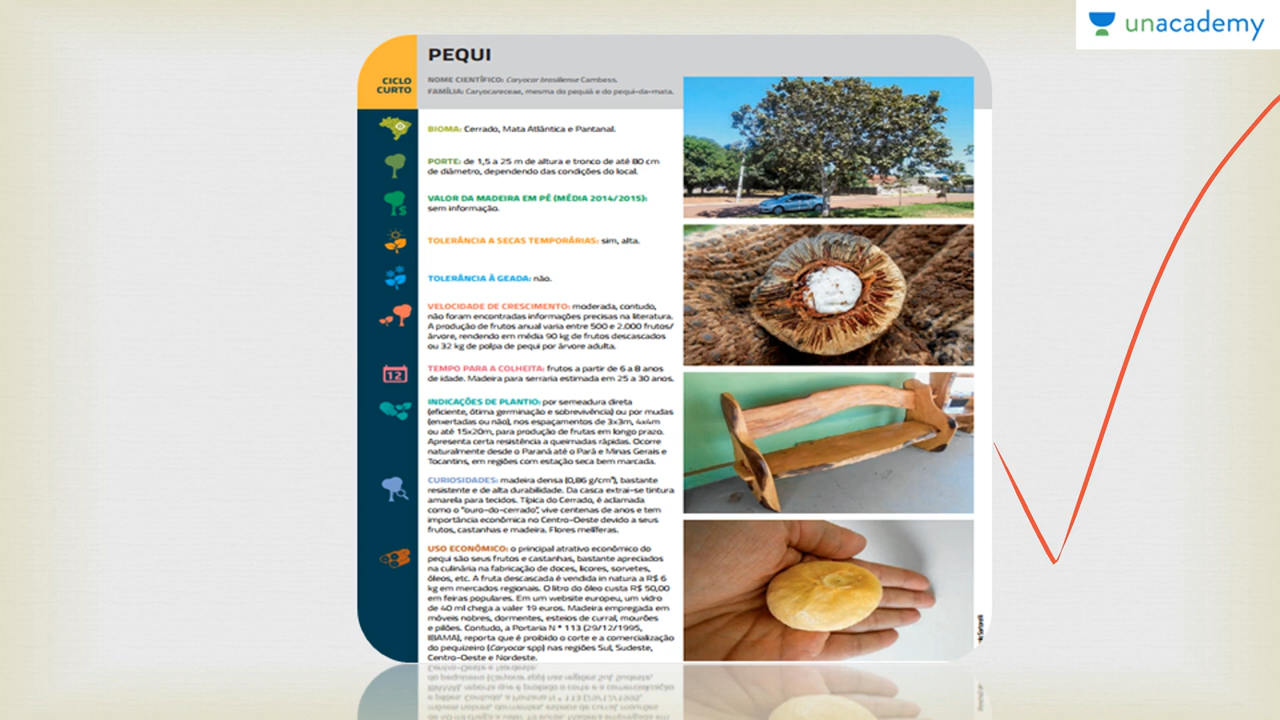 unacademy
PEQUI
CICLO
CURTO
NOME CIENTÍFICO: Caryocar brasiliense Cambess.
FAMÍLIA: Caryocareceae, mesma do pequiá e do pequi-da-mata.
BIOMA: Cerrado, Mata Atlântica e Pantanal.
PORTE: de 1,5 a 25 m de altura e tronco de até 80 cm
de diâmetro, dependendo das condições do local.
VALOR DA MADEIRA EM PÉ (MÉDIA 2014/2015):
sem informação.
TOLERÂNCIA A SECAS TEMPORÁRIAS: sim, alta.
TOLERÂNCIA À GEADA: não.
VELOCIDADE DE CRESCIMENTO: moderada, contudo,
não foram encontradas informações precisas na literatura.
A produção de frutos anual varia entre 500 e 2.000 frutos/
árvore, rendendo em média 90 kg de frutos descascados
ou 32 kg de polpa de pequi por árvore adulta.
12
TEMPO PARA A COLHEITA: frutos a partir de 6 a 8 anos
de idade. Madeira para serraria estimada em 25 a 30 anos.
INDICAÇÕES DE PLANTIO: por semeadura direta
(eficiente, ótima germinação e sobrevivência) ou por mudas
(enxertadas ou não), nos espaçamentos de 3x3m, 4x4m
ou até 15x20m, para produção de frutas em longo prazo.
Apresenta certa resistência a queimadas rápidas. Ocorre
naturalmente desde o Paraná até o Pará e Minas Gerais e
Tocantins, em regiões com estação seca bem marcada.
CURIOSIDADES: madeira densa (0,86 g/cm³), bastante
resistente e de alta durabilidade. Da casca extrai-se tintura
amarela para tecidos. Típica do Cerrado, é aclamada
como o "ouro-do-cerrado", vive centenas de anos e tem
importância econômica no Centro-Oeste devido a seus
frutos, castanhas e madeira. Flores melíferas.
USO ECONÔMICO: o principal atrativo econômico do
pequi são seus frutos e castanhas, bastante apreciados
na culinária na fabricação de doces, licores, sorvetes,
óleos, etc. A fruta descascada é vendida in natura a R$ 6
kg em mercados regionais. O litro do óleo custa R$ 50,00
em feiras populares. Em um website europeu, um vidro
de 40 ml chega a valer 19 euros. Madeira empregada em
móveis nobres, dormentes, esteios de curral, mourões
e pilões. Contudo, a Portaria N º 113 (29/12/1995,
IBAMA), reporta que é proibido o corte e a comercialização
do pequizeiro (Caryocar spp) nas regiões Sul, Sudeste,
Centro-Oeste e Nordeste.